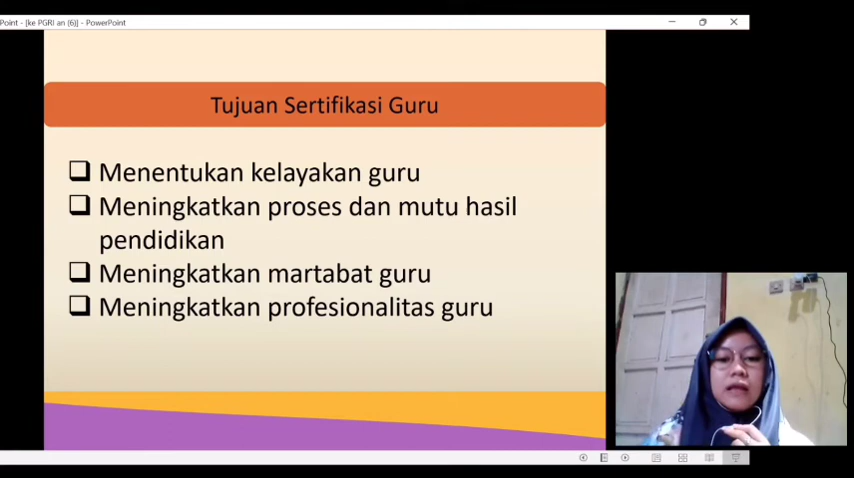 Point - [ke PGRI an (6)] - PowerPoint
Tujuan Sertifikasi Guru
Menentukan kelayakan guru
Meningkatkan proses dan mutu hasil
pendidikan
Meningkatkan martabat guru
Meningkatkan profesionalitas guru